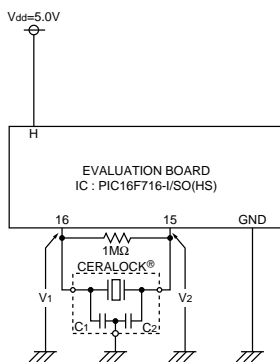 Vdd=5.0V
H
EVALUATION BOARD
IC : PIC16F716-I/SO(HS)
16 15 GND
1MΩ
CERALOCK®
V1 V2
C1 C2